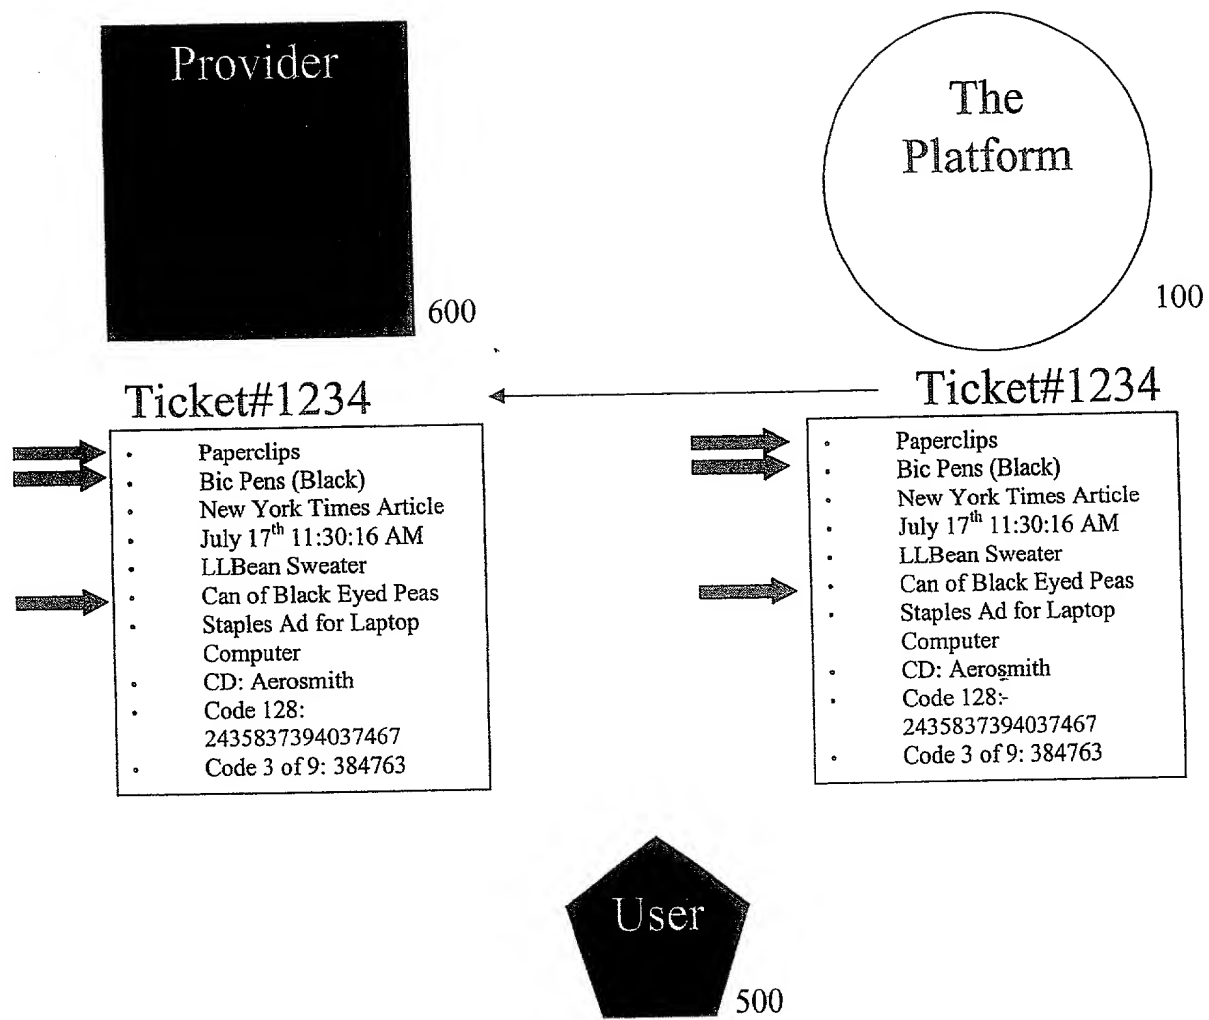 Provider
600
The
Platform
100
Ticket#1234
Paperclips
Bic Pens (Black)
New York Times Article
July 17th 11:30:16 AM
LLBean Sweater
Can of Black Eyed Peas
Staples Ad for Laptop
Computer
CD: Aerosmith
Code 128:
2435837394037467
Code 3 of 9: 384763
Ticket#1234
Paperclips
Bic Pens (Black)
New York Times Article
July 17th 11:30:16 AM
LLBean Sweater
Can of Black Eyed Peas
Staples Ad for Laptop
Computer
CD: Aerosmith
Code 128:
2435837394037467
Code 3 of 9: 384763
User
500